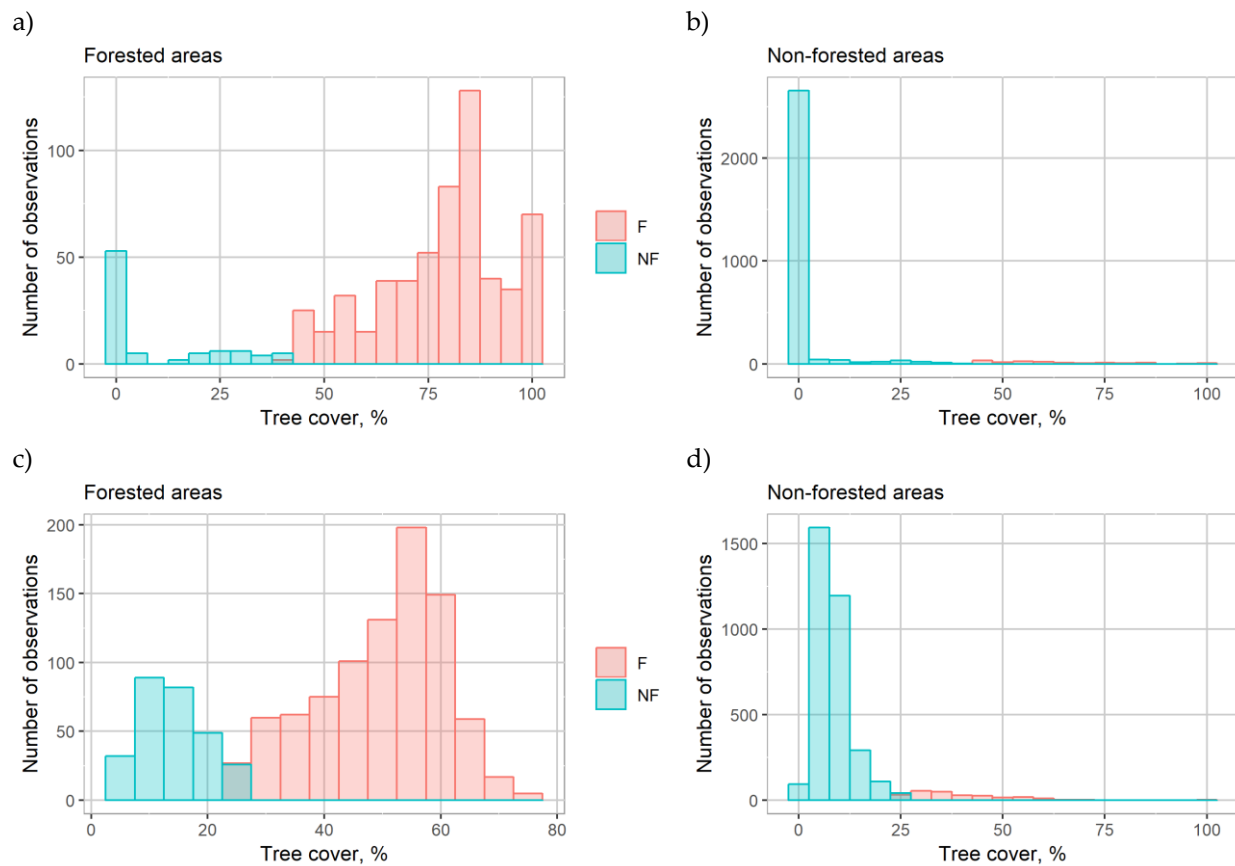 a)
Forested areas
Number of observations
100
50
0
0 25 50 75 100
Tree cover, %
F
NF
b)
Non-forested areas
Number of observations
2000
1000
0
0 25 50 75 100
Tree cover, %
c)
Forested areas
Number of observations
200
150
100
50
0
0 20 40 60 80
Tree cover, %
F
NF
d)
Non-forested areas
Number of observations
1500
1000
500
0
0 25 50 75 100
Tree cover, %